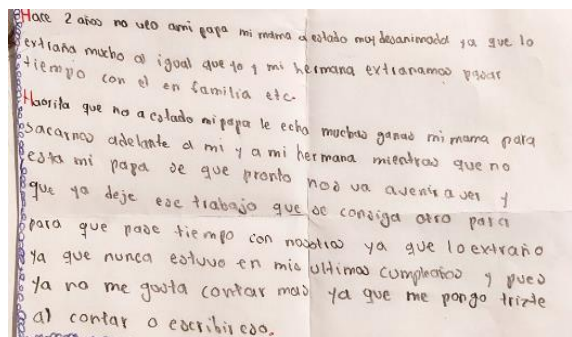 Hace 2 años no veo ami papa mi mama a estado muy desanimada ya que lo
extraña mucho al igual que yo y mi hermana extranamos pasar
tiempo con el en familia etc.
Haorita que no a estado mi papa le echo muchas ganas mi mama para
sacarnos adelante al mi y a mi hermana mientras que no
esta mi papa se que pronto nos va avenir a ver y
que ya deje ese trabajo que se consiga otro para
para que pase tiempo con nosotros ya que lo extraño
ya que nunca estuvo en mis ultimos cumpleaños y pues
ya no me gusta contar mas ya que me pongo trizte
al contar o escribir eso.